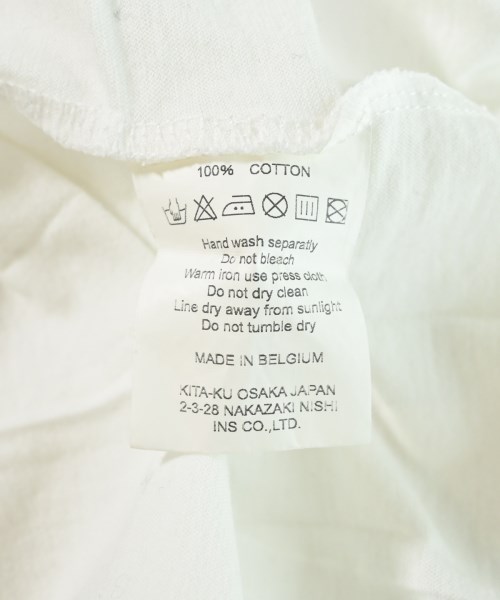 100% COTTON
Hand wash separatly
Do not bleach
Warm iron use press cloth
Do not dry clean
Line dry away from sunlight
Do not tumble dry
MADE IN BELGIUM
KITA-KU OSAKA JAPAN
2-3-28 NAKAZAKI NISHI
INS CO.,LTD.